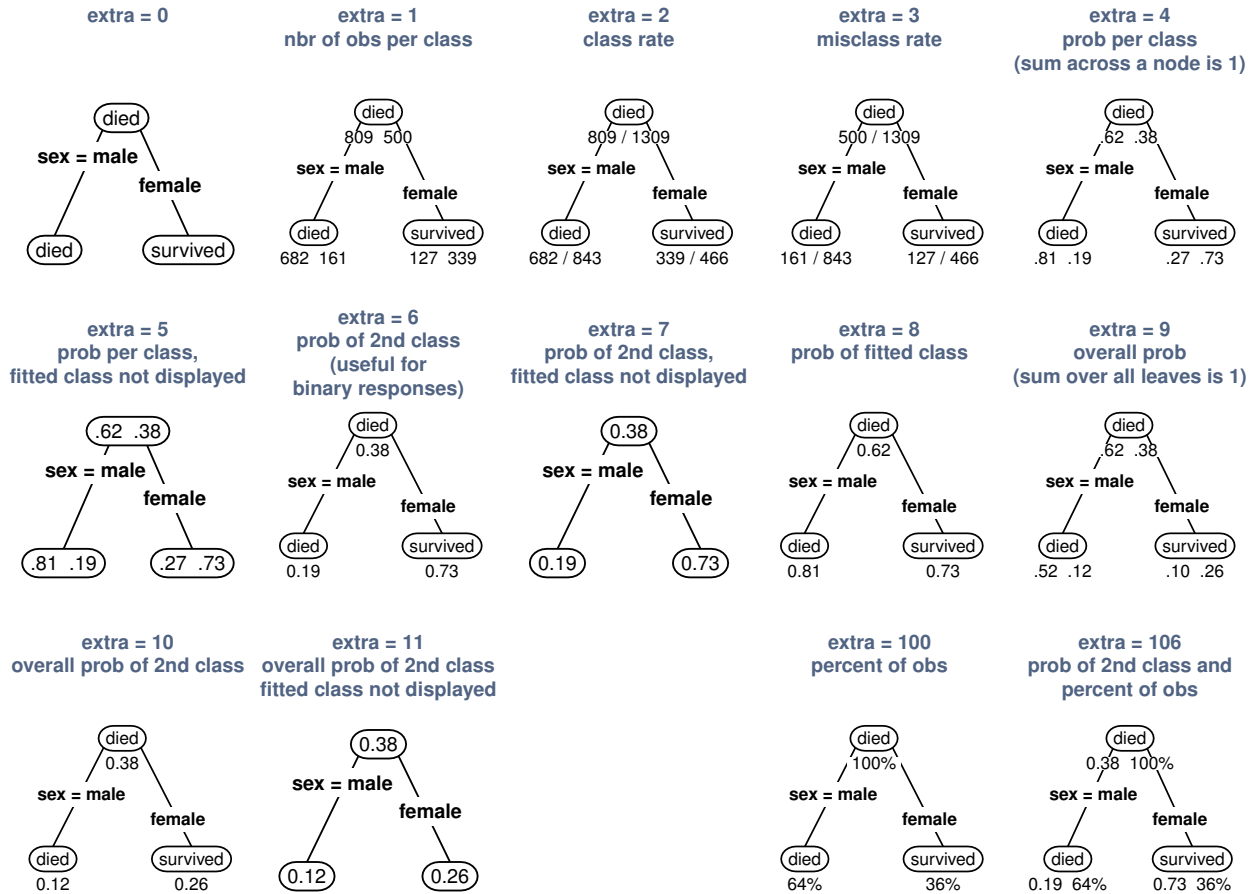 extra = 0
died
sex = male
female
died
survived
extra = 1
nbr of obs per class
died
809 500
sex = male
female
died
survived
682 161
127 339
extra = 2
class rate
died
809 / 1309
sex = male
female
died
survived
682 / 843
339 / 466
extra = 3
misclass rate
died
500 / 1309
sex = male
female
died
survived
161 / 843
127 / 466
extra = 4
prob per class
(sum across a node is 1)
died
.62 .38
sex = male
female
died
survived
.81 .19
.27 .73
extra = 5
prob per class,
fitted class not displayed
.62 .38
sex = male
female
.81 .19
.27 .73
extra = 6
prob of 2nd class
(useful for
binary responses)
died
0.38
sex = male
female
died
survived
0.19
0.73
extra = 7
prob of 2nd class,
fitted class not displayed
0.38
sex = male
female
0.19
0.73
extra = 8
prob of fitted class
died
0.62
sex = male
female
died
survived
0.81
0.73
extra = 9
overall prob
(sum over all leaves is 1)
died
.62 .38
sex = male
female
died
survived
.52 .12
.10 .26
extra = 10
overall prob of 2nd class
died
0.38
sex = male
female
died
survived
0.12
0.26
extra = 11
overall prob of 2nd class
fitted class not displayed
0.38
sex = male
female
0.12
0.26
extra = 100
percent of obs
died
100%
sex = male
female
died
survived
64%
36%
extra = 106
prob of 2nd class and
percent of obs
died
0.38 100%
sex = male
female
died
survived
0.19 64%
0.73 36%